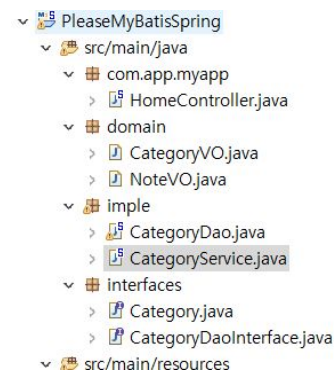 PleaseMyBatisSpring
src/main/java
com.app.myapp
HomeController.java
domain
CategoryVO.java
NoteVO.java
imple
CategoryDao.java
CategoryService.java
interfaces
Category.java
CategoryDaoInterface.java
src/main/resources